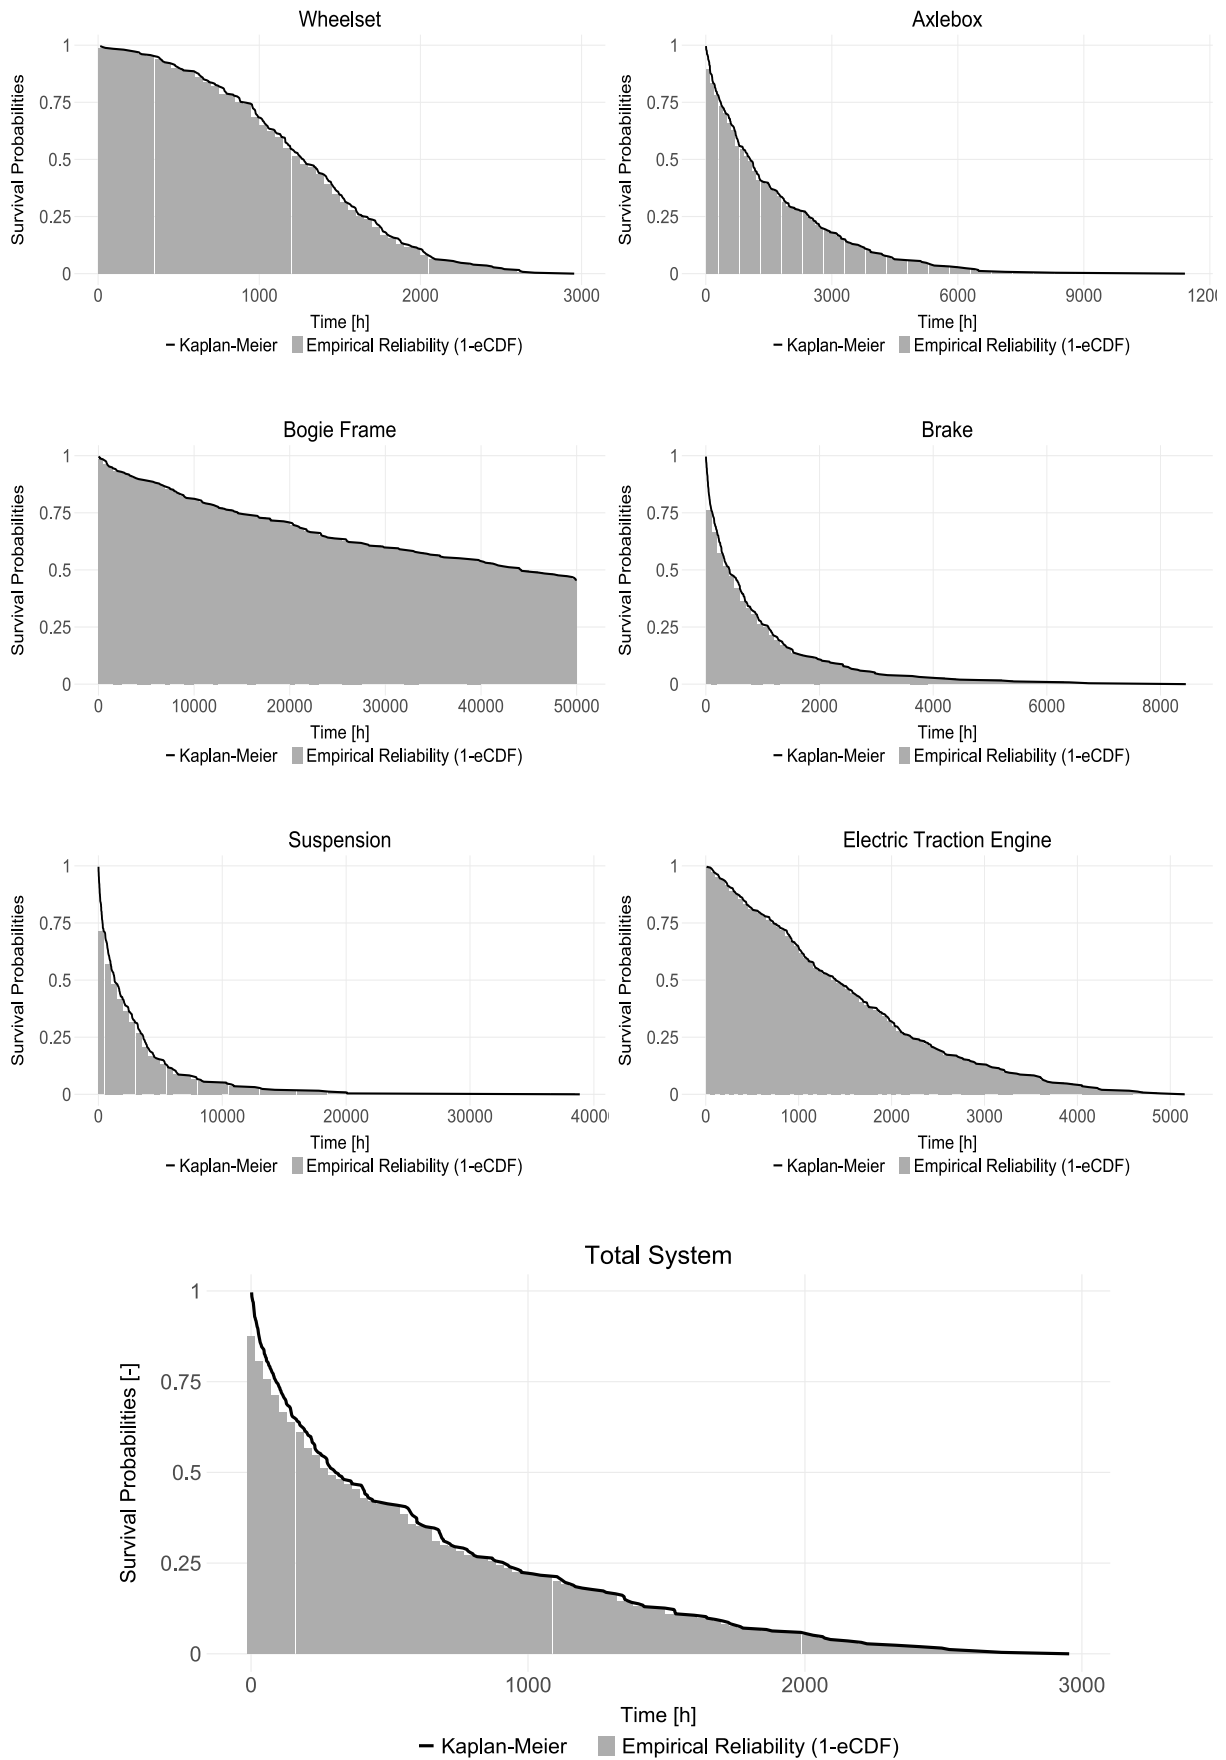 Wheelset
Survival Probabilities
1
0.75
0.5
0.25
0
0 1000 2000 3000
Time [h]
Kaplan-Meier Empirical Reliability (1-eCDF)
Axlebox
Survival Probabilities
1
0.75
0.5
0.25
0
0 3000 6000 9000 1200
Time [h]
Kaplan-Meier Empirical Reliability (1-eCDF)
Bogie Frame
Survival Probabilities
1
0.75
0.5
0.25
0
0 10000 20000 30000 40000 50000
Time [h]
Kaplan-Meier Empirical Reliability (1-eCDF)
Brake
Survival Probabilities
1
0.75
0.5
0.25
0
0 2000 4000 6000 8000
Time [h]
Kaplan-Meier Empirical Reliability (1-eCDF)
Suspension
Survival Probabilities
1
0.75
0.5
0.25
0
0 10000 20000 30000 4000
Time [h]
Kaplan-Meier Empirical Reliability (1-eCDF)
Electric Traction Engine
Survival Probabilities
1
0.75
0.5
0.25
0
0 1000 2000 3000 4000 5000
Time [h]
Kaplan-Meier Empirical Reliability (1-eCDF)
Total System
Survival Probabilities [-]
1
0.75
0.5
0.25
0
0 1000 2000 3000
Time [h]
Kaplan-Meier Empirical Reliability (1-eCDF)